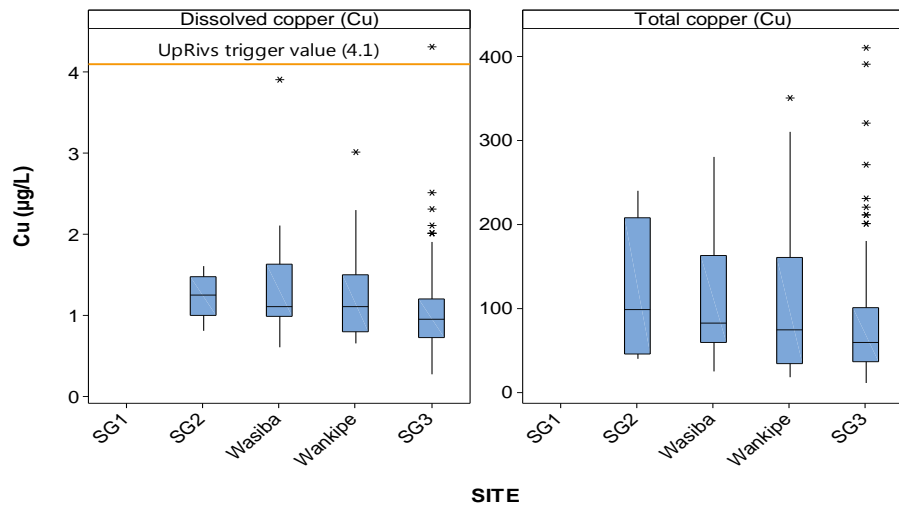 Dissolved copper (Cu)
Total copper (Cu)
UpRivs trigger value (4.1)
Cu (µg/L)
4
3
2
1
0
400
300
200
100
0
SG1
SG2
Wasiba
Wankipe
SG3
SG1
SG2
Wasiba
Wankipe
SG3
SITE